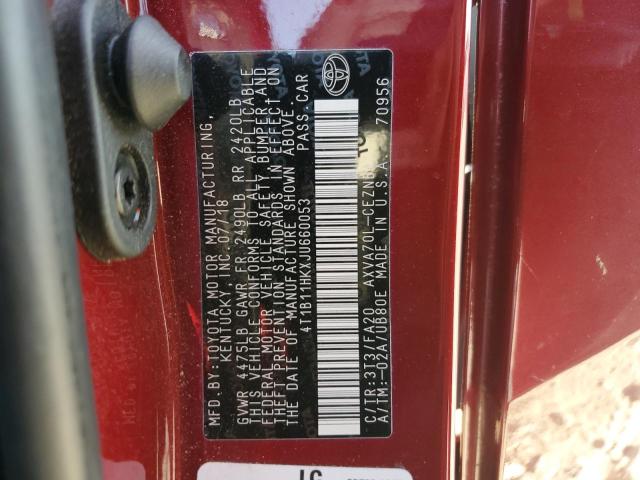 MFD. BY: TOYOTA MOTOR MANUFACTURING,
KENTUCKY, INC. 07/18
GVWR 4475LB GAWR FR 2490LB RR 2420LB
THIS VEHICLE CONFORMS TO ALL APPLICABLE
FEDERAL MOTOR VEHICLE SAFETY BUMPER, AND
THEFT PREVENTION STANDARDS IN EFFECT ON
THE DATE OF MANUFACTURE SHOWN ABOVE.
4T1B11HKXJU660053 PASS. CAR
C/TR:3T3/FA20 AXVA70L-CEZNB
A/TM:-02A/UB80E MADE IN U.S.A. 70956